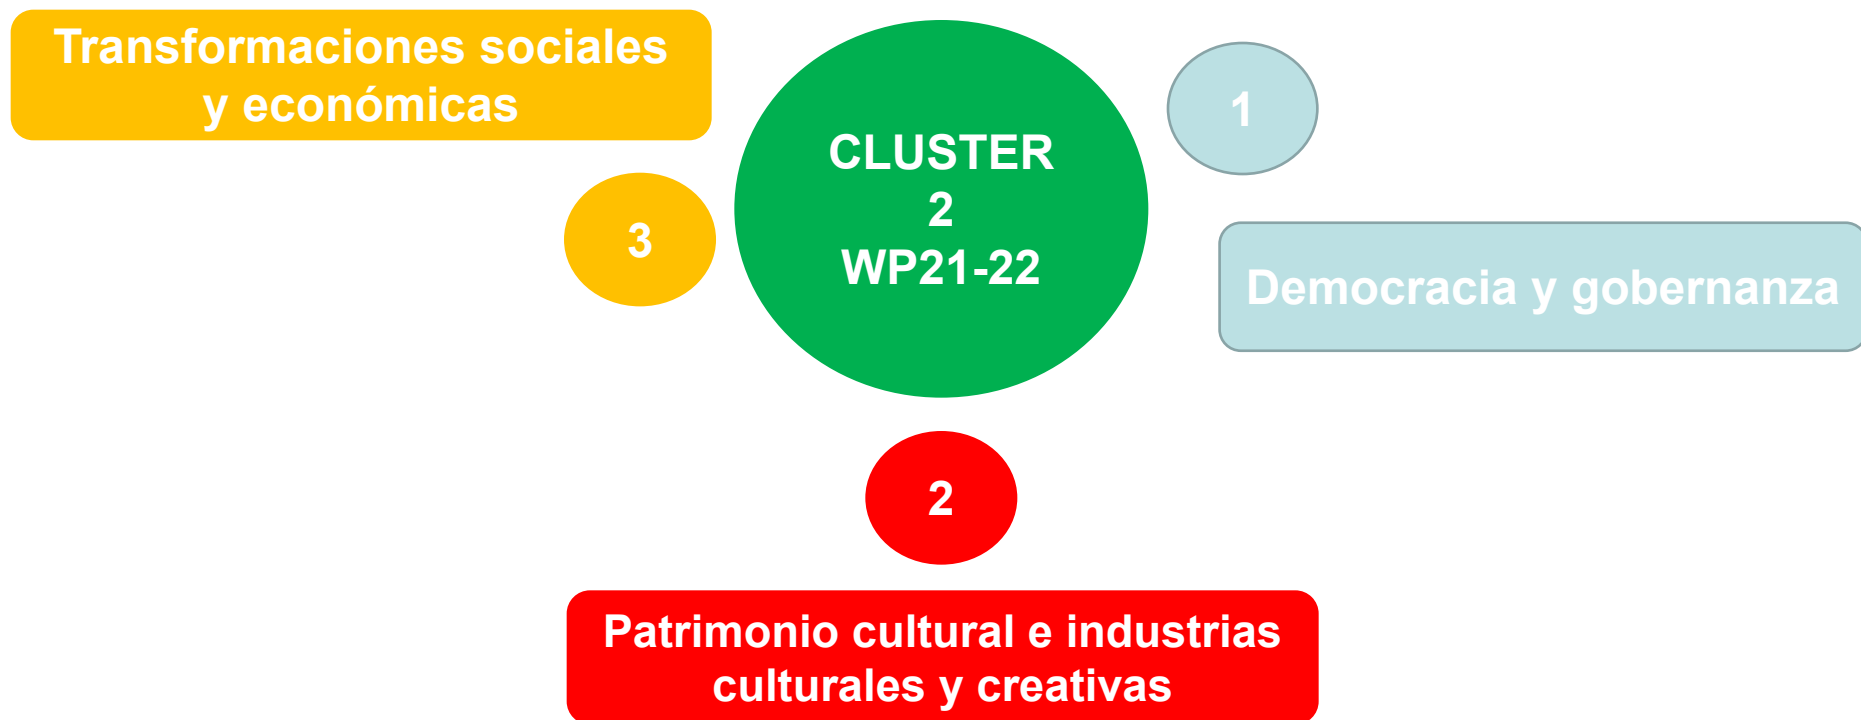 Transformaciones sociales
y económicas
CLUSTER
2
WP21-22
1
3
Democracia y gobernanza
2
Patrimonio cultural e industrias
culturales y creativas